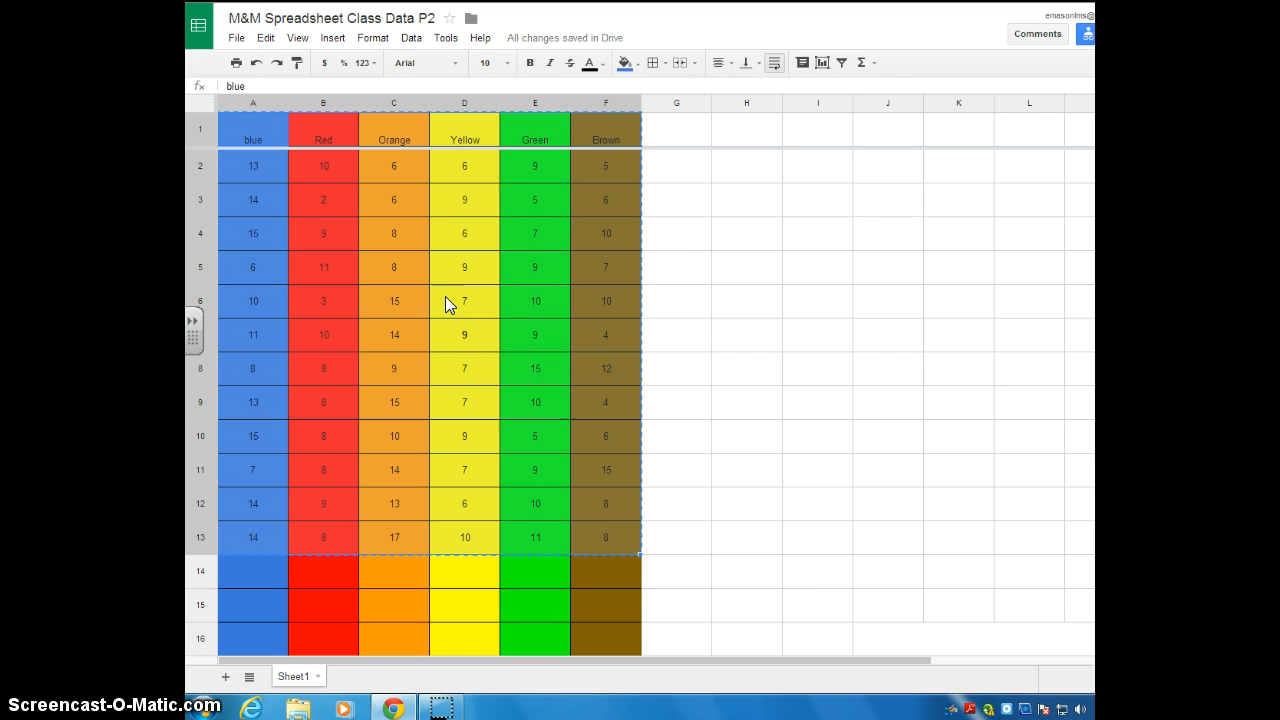 M&M Spreadsheet Class Data P2
emasonlms@
File Edit View Insert Format Data Tools Help All changes saved in Drive
Comments
$ % 123 Arial 10 B I S A Σ
fx blue
A B C D E F G H I J K L
1 blue Red Orange Yellow Green Brown
2 13 10 6 6 9 5
3 14 2 6 9 5 6
4 15 9 8 6 7 10
5 6 11 8 9 9 7
6 10 3 15 7 10 10
11 10 14 9 9 4
8 8 8 9 7 15 12
9 13 8 15 7 10 4
10 15 8 10 9 5 6
11 7 8 14 7 9 15
12 14 9 13 6 10 8
13 14 8 17 10 11 8
14
15
16
+ Sheet1
Screencast-O-Matic.com